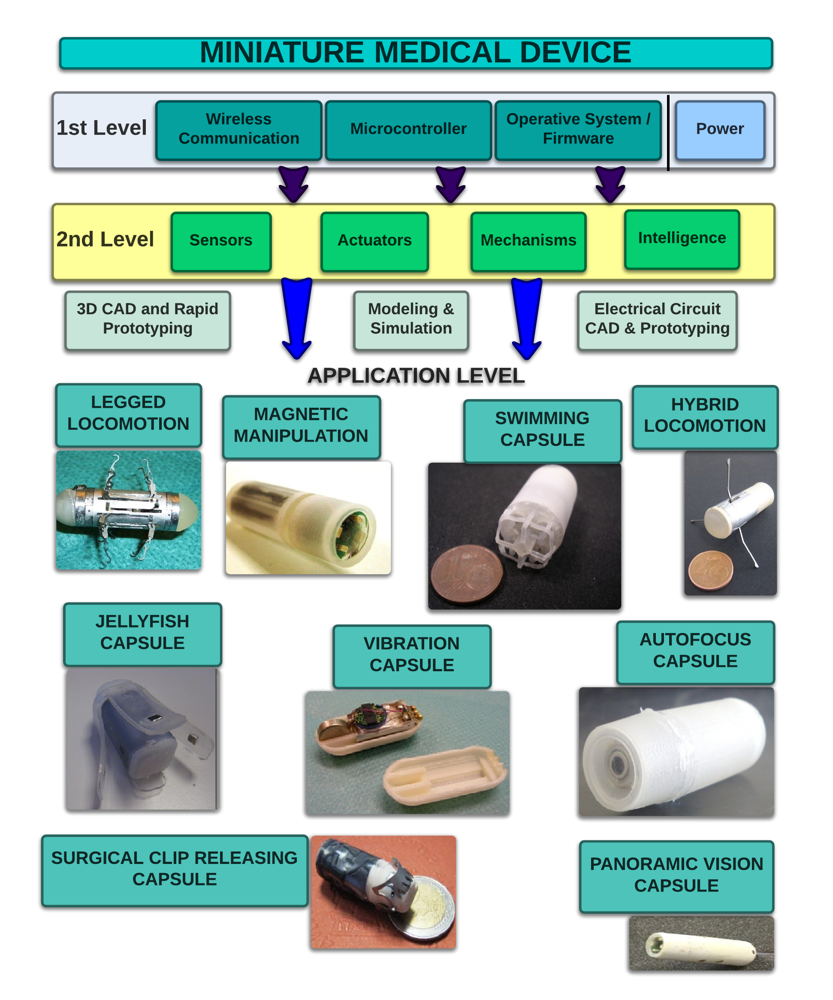 MINIATURE MEDICAL DEVICE
1st Level
Wireless
Communication
Microcontroller
Operative System /
Firmware
Power
2nd Level
Sensors
Actuators
Mechanisms
Intelligence
3D CAD and Rapid
Prototyping
Modeling &
Simulation
Electrical Circuit
CAD & Prototyping
APPLICATION LEVEL
LEGGED
LOCOMOTION
MAGNETIC
MANIPULATION
SWIMMING
CAPSULE
HYBRID
LOCOMOTION
JELLYFISH
CAPSULE
VIBRATION
CAPSULE
AUTOFOCUS
CAPSULE
SURGICAL CLIP RELEASING
CAPSULE
PANORAMIC VISION
CAPSULE